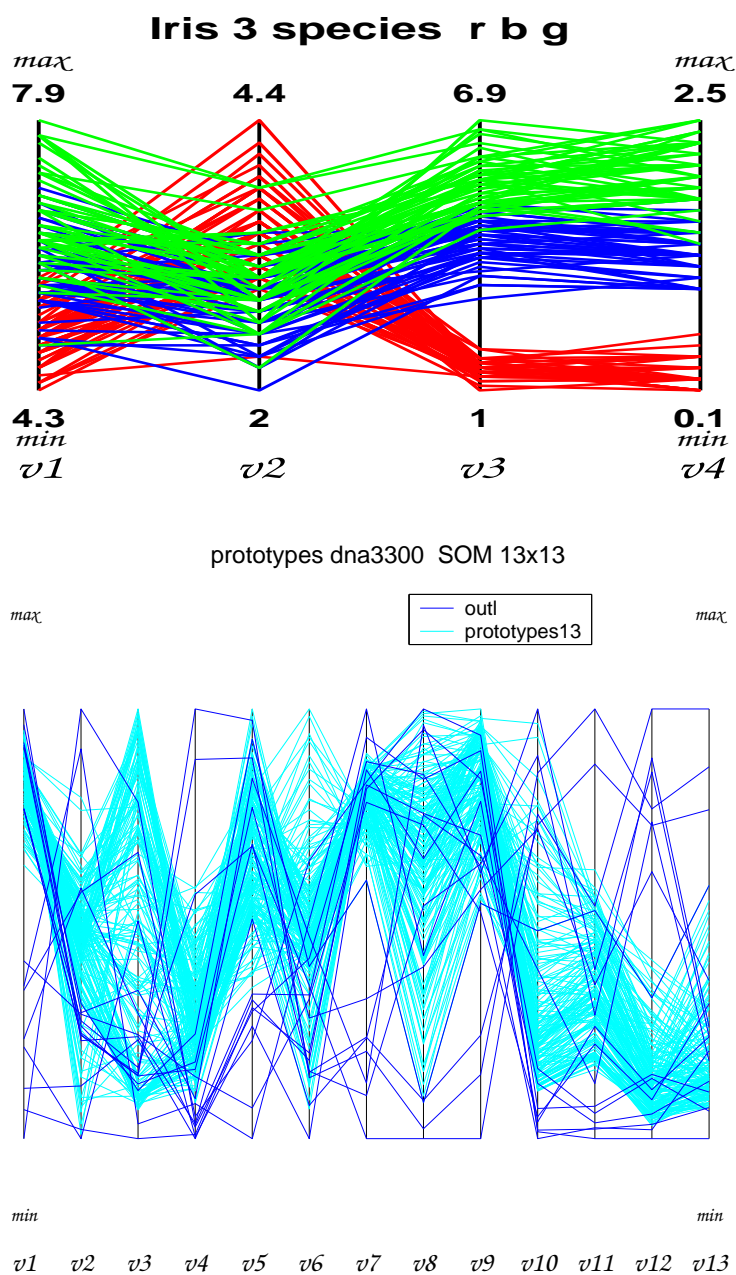 Iris 3 species r b g
max max
7.9 4.4 6.9 2.5
4.3 2 1 0.1
min min
v1 v2 v3 v4
prototypes dna3300 SOM 13x13
max max
outl
prototypes13
min min
v1 v2 v3 v4 v5 v6 v7 v8 v9 v10 v11 v12 v13